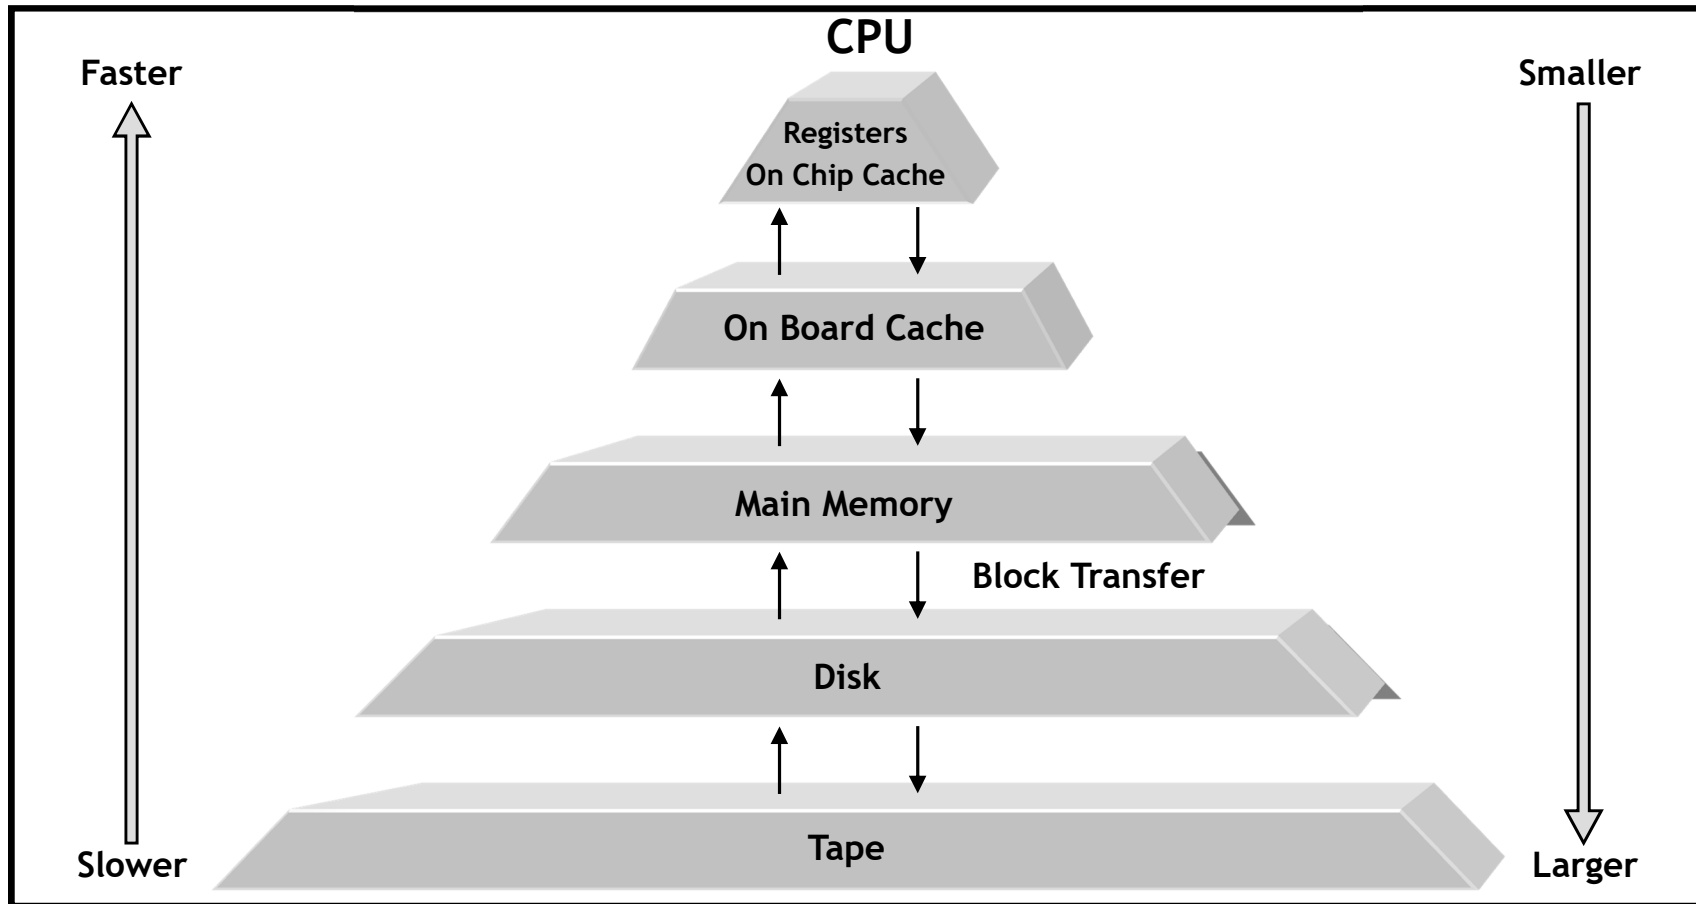 CPU
Faster
Smaller
Registers
On Chip Cache
On Board Cache
Main Memory
Block Transfer
Disk
Tape
Slower
Larger